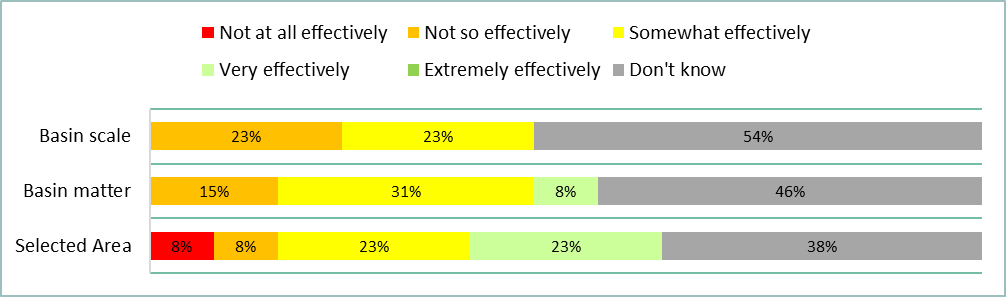 Not at all effectively Not so effectively Somewhat effectively
Very effectively Extremely effectively Don't know
Basin scale 23% 23% 54%
Basin matter 15% 31% 8% 46%
Selected Area 8% 8% 23% 23% 38%